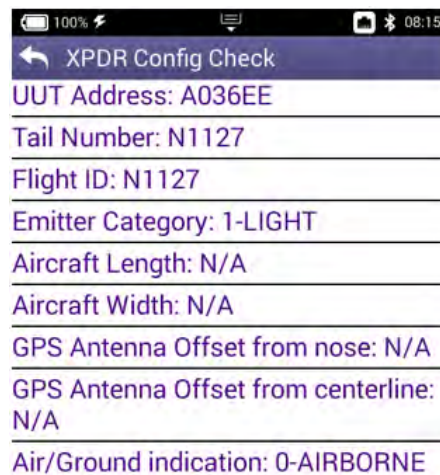 100% 08:15
XPDR Config Check
UUT Address: A036EE
Tail Number: N1127
Flight ID: N1127
Emitter Category: 1-LIGHT
Aircraft Length: N/A
Aircraft Width: N/A
GPS Antenna Offset from nose: N/A
GPS Antenna Offset from centerline:
N/A
Air/Ground indication: 0-AIRBORNE